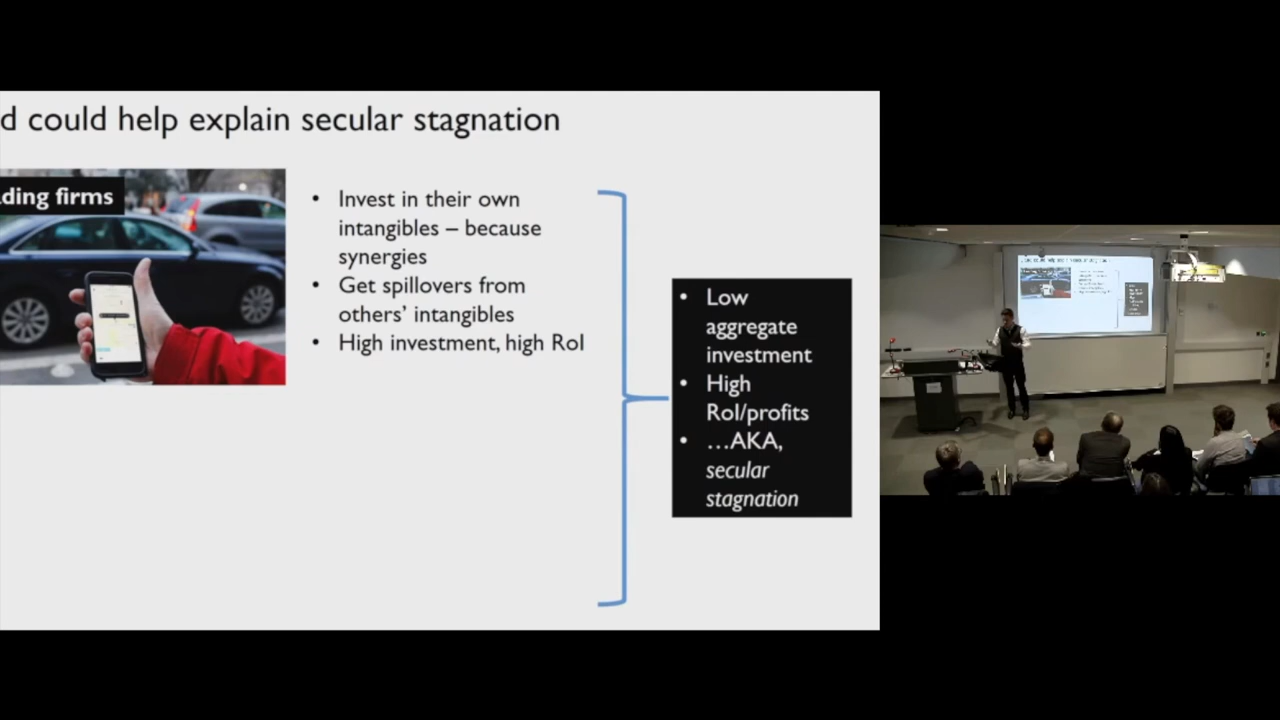 d could help explain secular stagnation
ding firms
• Invest in their own
intangibles – because
synergies
• Get spillovers from
others’ intangibles
• High investment, high RoI
• Low
aggregate
investment
• High
RoI/profits
• …AKA,
secular
stagnation